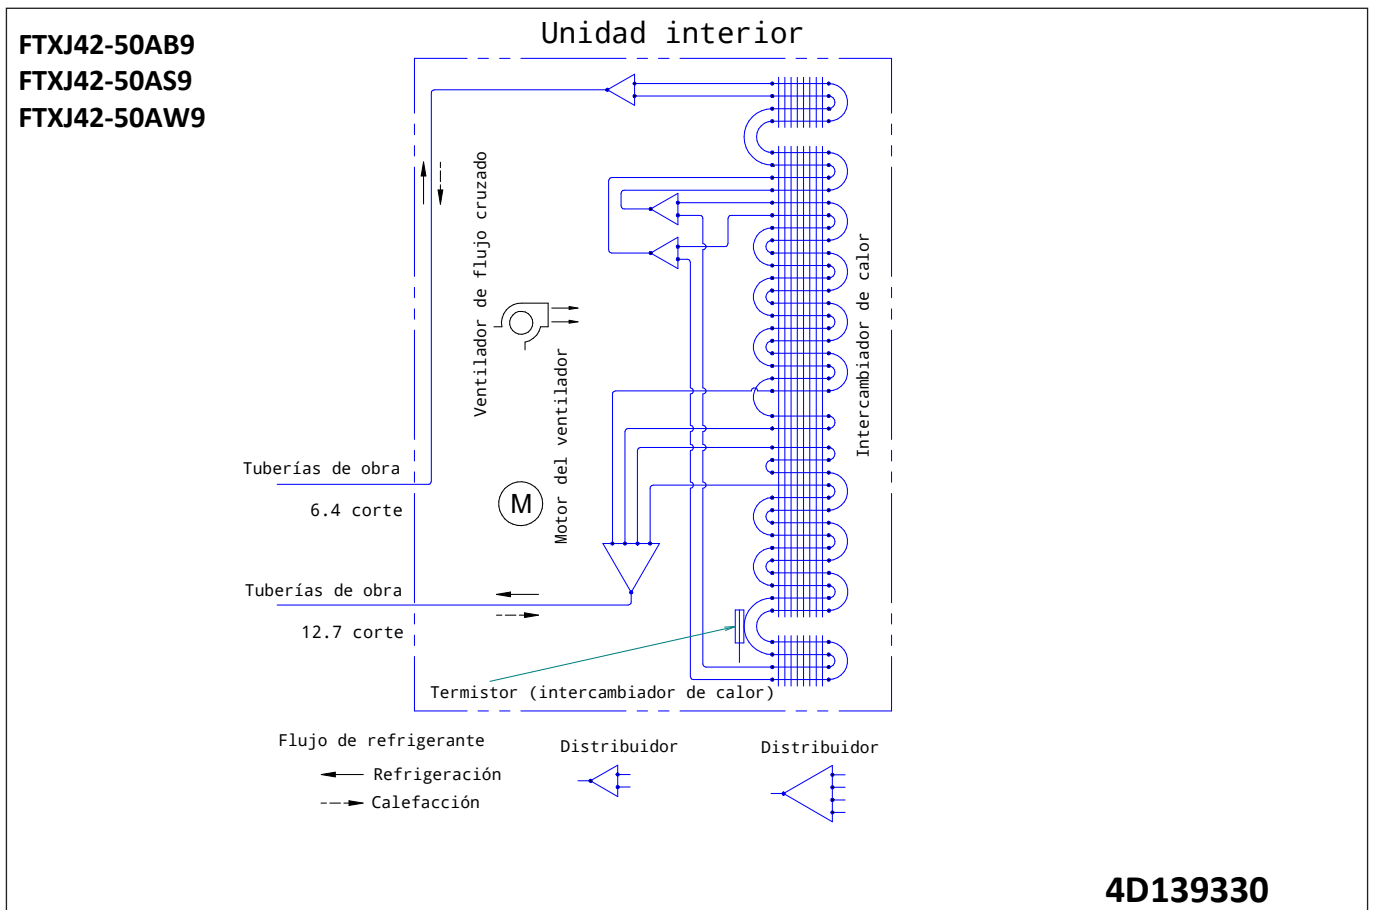 FTXJ42-50AB9
FTXJ42-50AS9
FTXJ42-50AW9
Unidad interior
Ventilador de flujo cruzado
Motor del ventilador
M
Intercambiador de calor
Tuberías de obra
6.4 corte
Tuberías de obra
12.7 corte
Termistor (intercambiador de calor)
Flujo de refrigerante
Refrigeración
Calefacción
Distribuidor
Distribuidor
4D139330